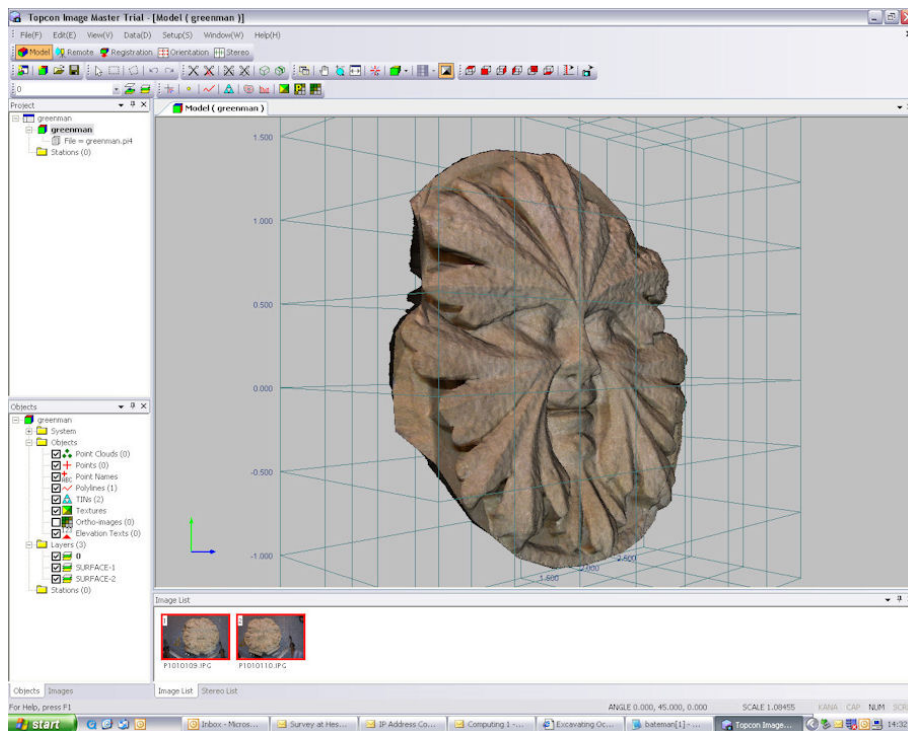 Topcon Image Master Trial - [Model ( greenman )]
File(F) Edit(E) View(V) Data(D) Setup(S) Window(W) Help(H)
Model Remote Registration Orientation Stereo
0
Project
greenman
greenman
File = greenman.pi4
Stations (0)
Objects
greenman
System
Objects
Point Clouds (0)
Points (0)
Point Names
Polylines (1)
TINs (2)
Textures
Ortho-images (0)
Elevation Texts (0)
Layers (3)
0
SURFACE-1
SURFACE-2
Stations (0)
Objects Images
Model ( greenman )
1.500
1.000
0.500
0.000
-0.500
-1.000
Image List
1 2
P1010109.JPG P1010110.JPG
Image List Stereo List
For Help, press F1 ANGLE 0.000, 45.000, 0.000 SCALE 1.08455 KANA CAP NUM SCR
start Inbox - Micros... Survey at Hes... IP Address Co... Computing 1 -... Excavating Oc... bateman[1] -... Topcon Image... 14:32